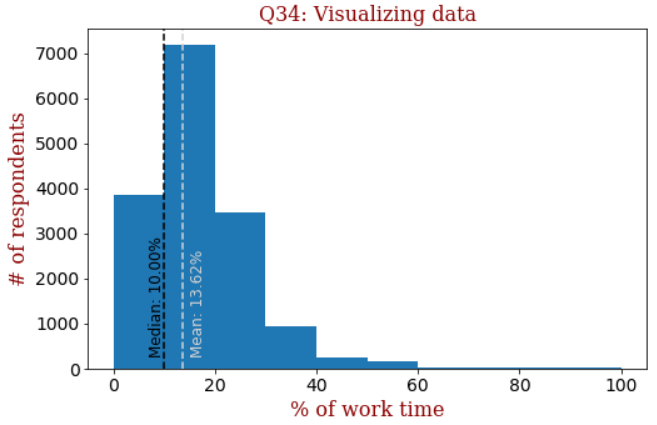 Q34: Visualizing data
# of respondents
7000
6000
5000
4000
3000
2000
1000
0
Median: 10.00%
Mean: 13.62%
0 20 40 60 80 100
% of work time